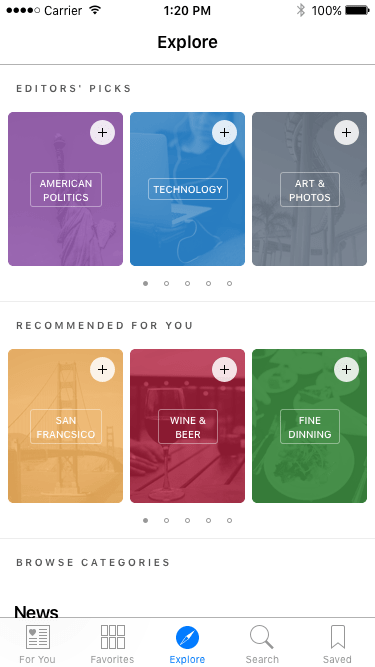 Carrier 1:20 PM 100%
Explore
EDITORS' PICKS
AMERICAN
POLITICS
TECHNOLOGY
ART &
PHOTOS
RECOMMENDED FOR YOU
SAN
FRANCSICO
WINE &
BEER
FINE
DINNING
BROWSE CATEGORIES
News
For You Favorites Explore Search Saved